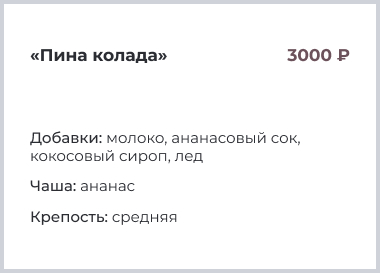 «Пина колада» 3000 ₽
Добавки: молоко, ананасовый сок,
кокосовый сироп, лед
Чаша: ананас
Крепость: средняя